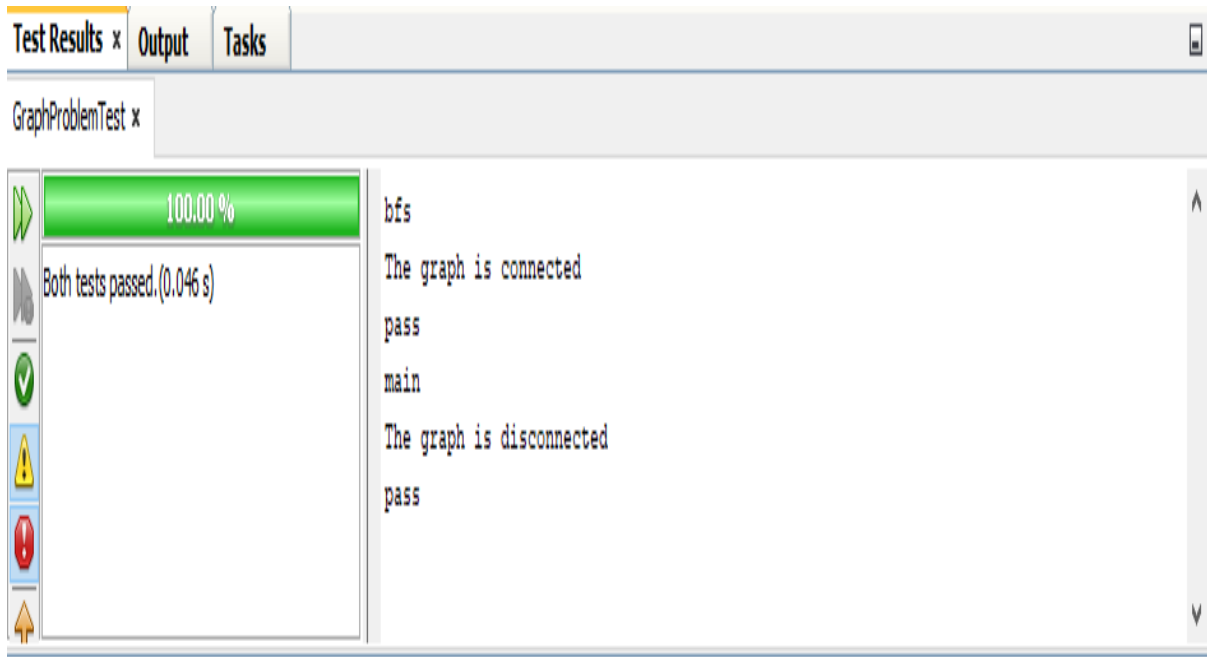 Test Results x Output Tasks
GraphProblemTest x
100.00 %
Both tests passed.(0.046 s)
bfs
The graph is connected
pass
main
The graph is disconnected
pass